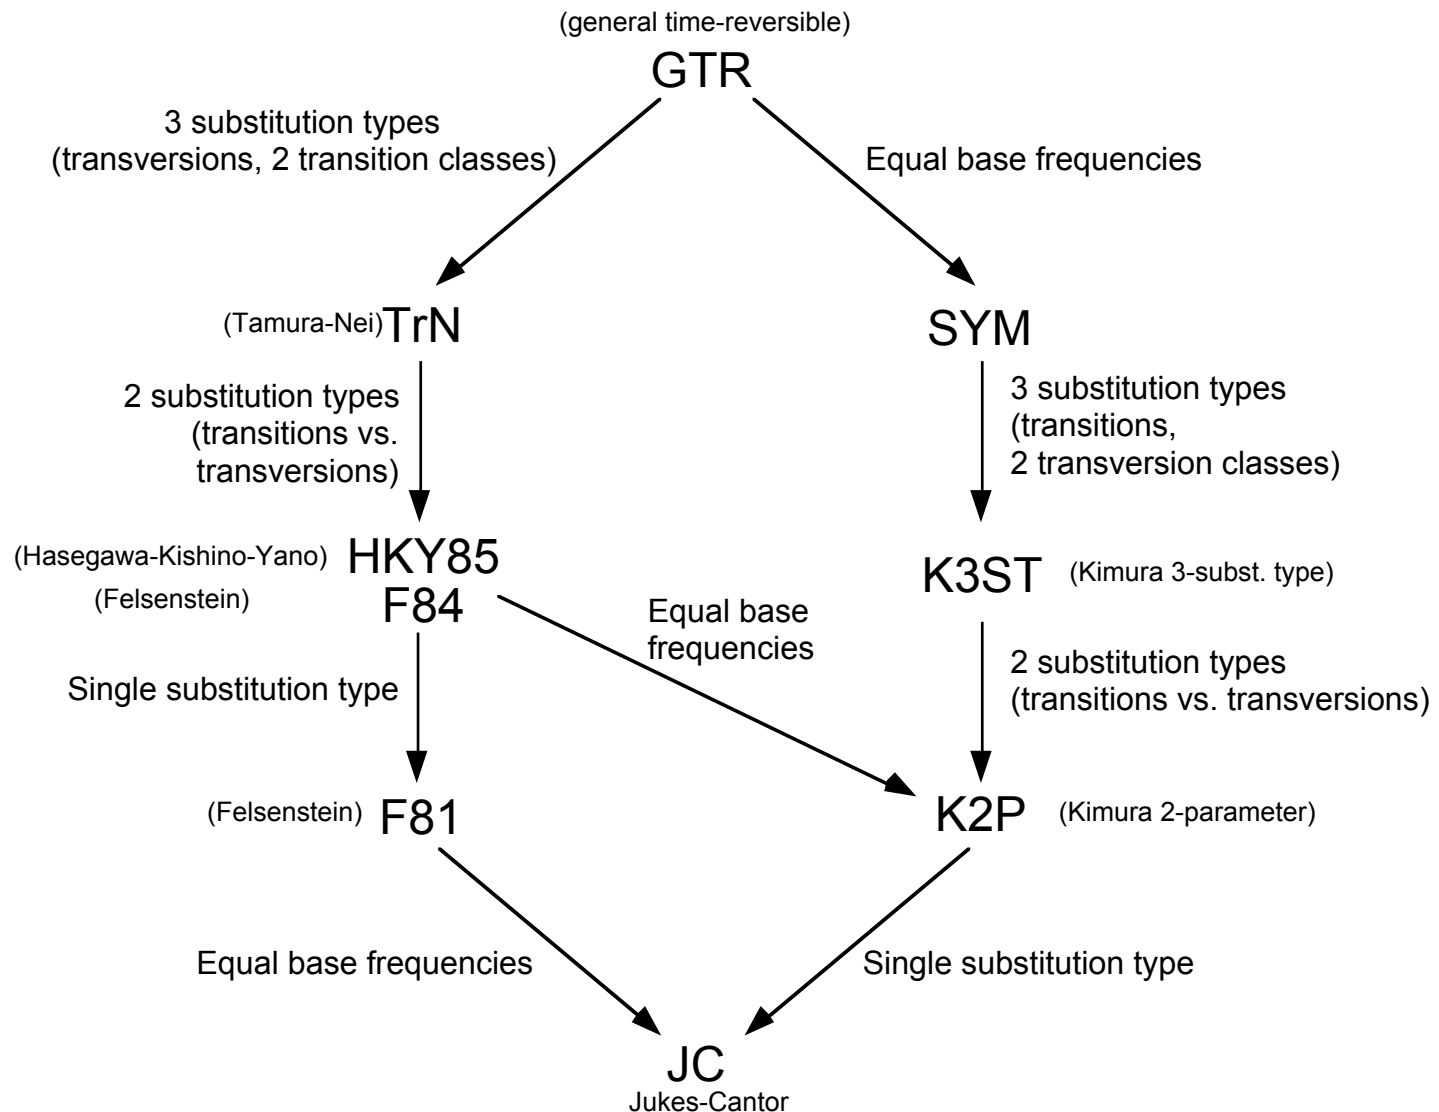 (general time-reversible)
GTR
3 substitution types
(transversions, 2 transition classes)
Equal base frequencies
(Tamura-Nei) TrN
SYM
2 substitution types
(transitions vs.
transversions)
3 substitution types
(transitions,
2 transversion classes)
(Hasegawa-Kishino-Yano) HKY85
(Felsenstein) F84
K3ST (Kimura 3-subst. type)
Equal base
frequencies
Single substitution type
2 substitution types
(transitions vs. transversions)
(Felsenstein) F81
K2P (Kimura 2-parameter)
Equal base frequencies
Single substitution type
JC
Jukes-Cantor